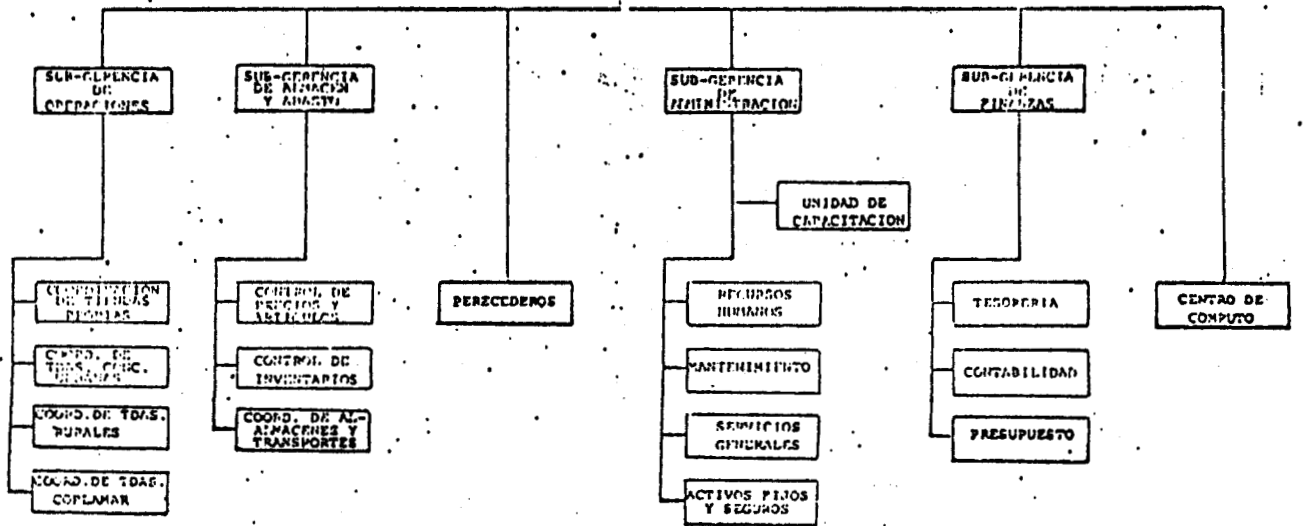 SUB-GERENCIA
DE
OPERACIONES
SUB-GERENCIA
DE ALMACEN
Y ABASTO
SUB-GERENCIA
DE
ADMINISTRACION
SUB-GERENCIA
DE
FINANZAS
UNIDAD DE
CAPACITACION
COORDINACION
DE TIENDAS
PROPIAS
CONTROL DE
PRECIOS Y
ARTICULOS
PERECEDEROS
RECURSOS
HUMANOS
TESORERIA
CENTRO DE
COMPUTO
COORD. DE
TDAS. CONC.
URBANAS
CONTROL DE
INVENTARIOS
MANTENIMIENTO
CONTABILIDAD
COORD.DE TDAS.
RURALES
COORD. DE AL-
ALMACENES Y
TRANSPORTES
SERVICIOS
GENERALES
PRESUPUESTO
COORD.DE TDAS.
COPLAMAR
ACTIVOS FIJOS
Y SEGUROS